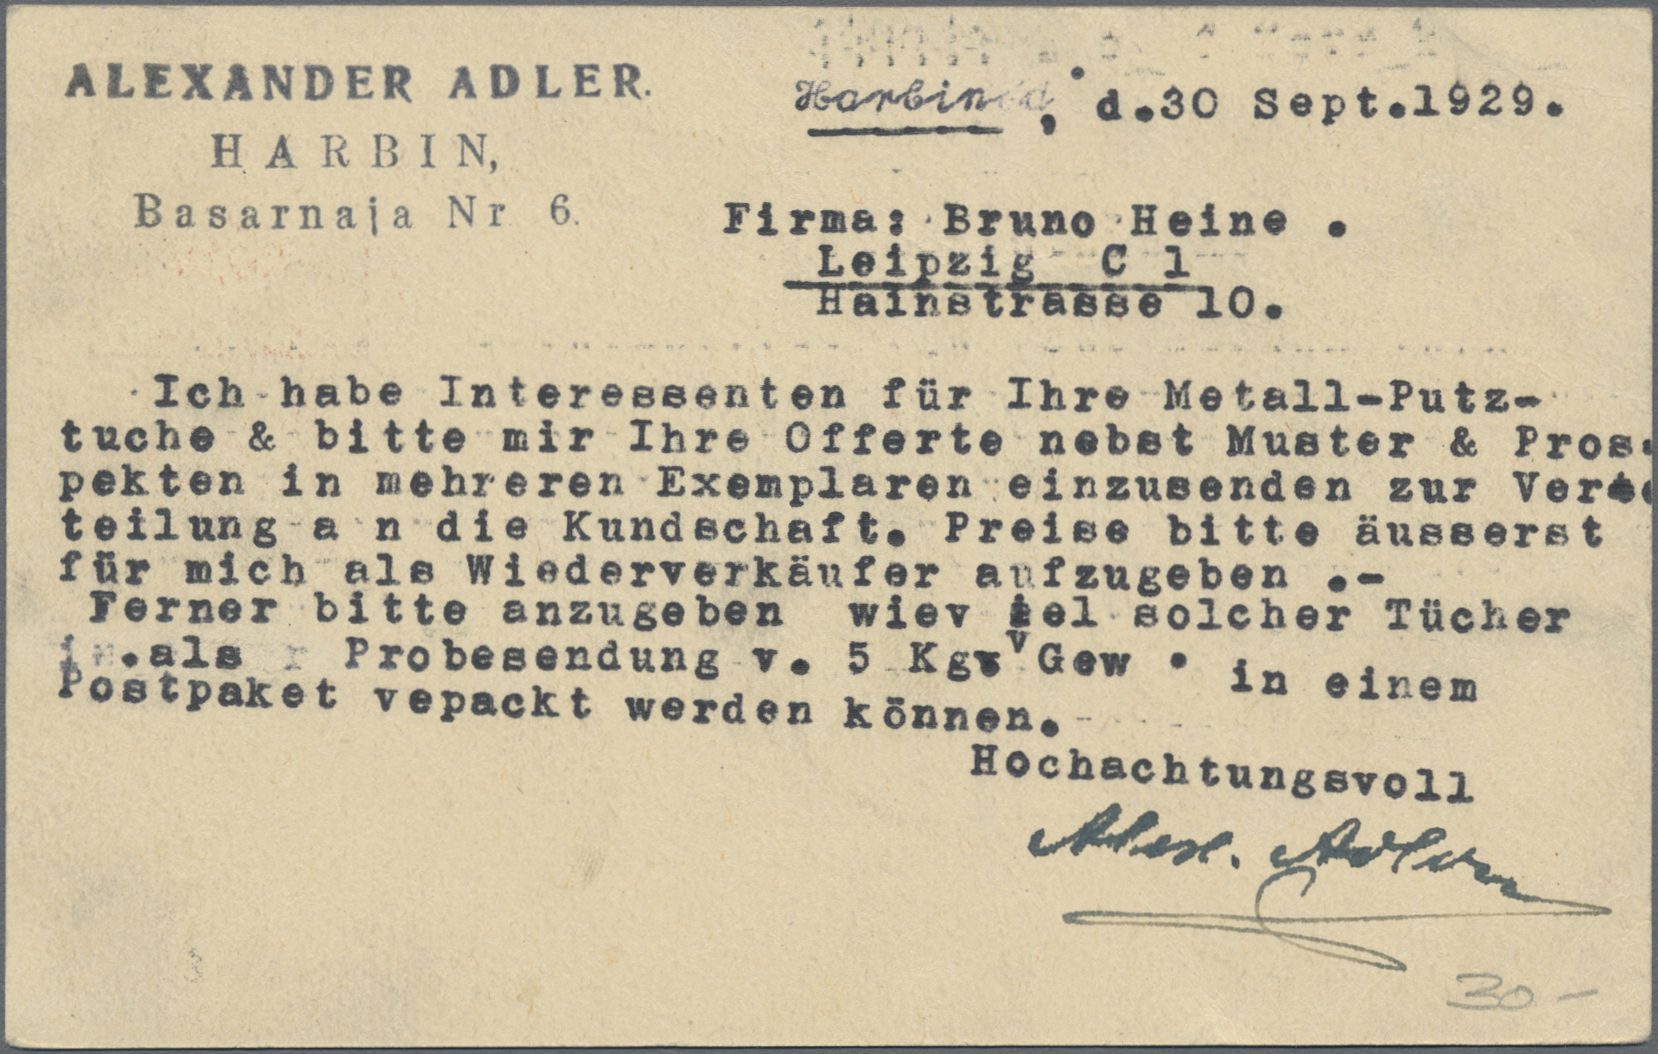 ALEXANDER ADLER.
HARBIN,
Basarnaja Nr 6.
Harbin, d.30 Sept.1929.
Firma: Bruno Heine .
Leipzig C 1
Hainstrasse 10.
Ich habe Interessenten für Ihre Metall-Putz-
tuche & bitte mir Ihre Offerte nebst Muster & Pros-
pekten in mehreren Exemplaren einzusenden zur Ver
teilung a n die Kundschaft. Preise bitte äusserst
für mich als Wiederverkäufer aufzugeben .-
Ferner bitte anzugeben wiev iel solcher Tücher
als Probesendung v. 5 Kg Gew . in einem
Postpaket vepackt werden können.
Hochachtungsvoll
Alex. Adler
30-